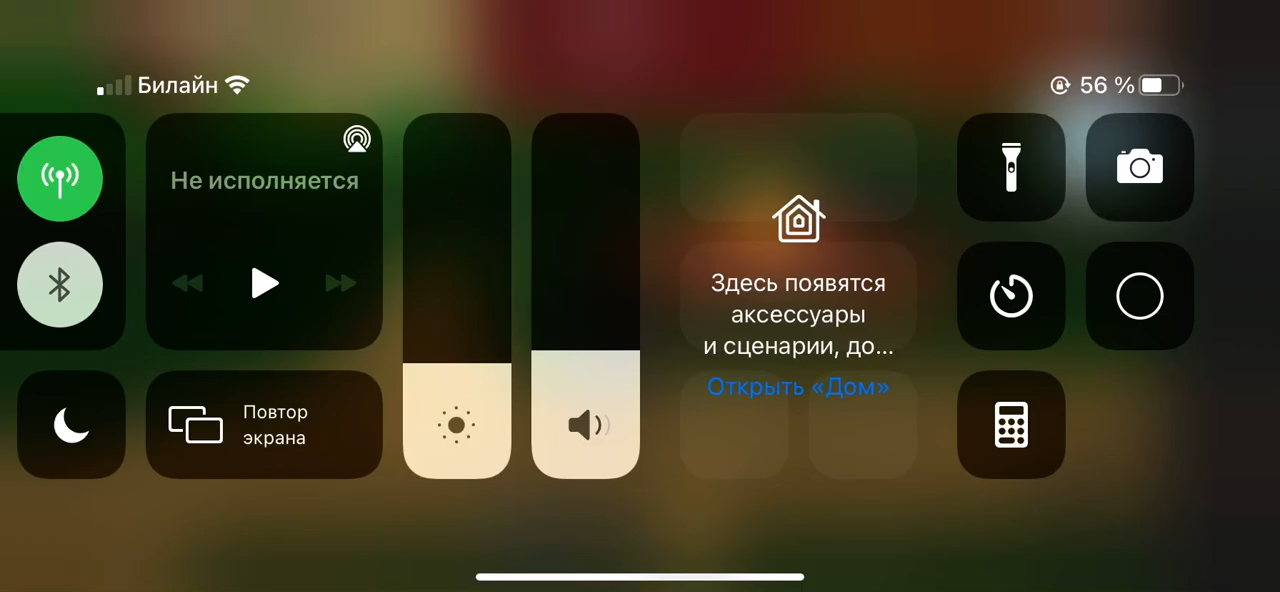 Билайн
56 %
Не исполняется
Повтор
экрана
Здесь появятся
аксессуары
и сценарии, до...
Открыть «Дом»